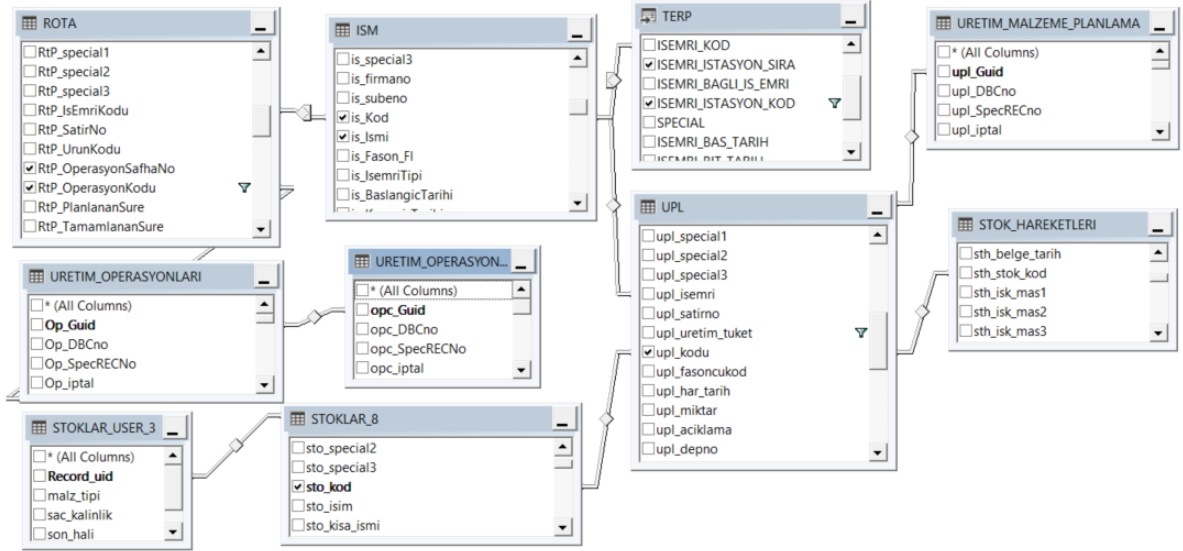 ROTA
RtP_special1
RtP_special2
RtP_special3
RtP_IsEmriKodu
RtP_SatirNo
RtP_UrunKodu
RtP_OperasyonSafhaNo
RtP_OperasyonKodu
RtP_PlanlananSure
RtP_TamamlananSure
ISM
is_special3
is_firmano
is_subeno
is_Kod
is_Ismi
is_Fason_Fl
is_IsemriTipi
is_BaslangicTarihi
TERP
ISEMRI_KOD
ISEMRI_ISTASYON_SIRA
ISEMRI_BAGLI_IS_EMRI
ISEMRI_ISTASYON_KOD
SPECIAL
ISEMRI_BAS_TARIH
ISEMRI_BIT_TARIH
URETIM_MALZEME_PLANLAMA
* (All Columns)
upl_Guid
upl_DBCno
upl_SpecRECno
upl_iptal
UPL
upl_special1
upl_special2
upl_special3
upl_isemri
upl_satirno
upl_uretim_tuket
upl_kodu
upl_fasoncukod
upl_har_tarih
upl_miktar
upl_aciklama
upl_depno
STOK_HAREKETLERI
sth_belge_tarih
sth_stok_kod
sth_isk_mas1
sth_isk_mas2
sth_isk_mas3
URETIM_OPERASYONLARI
* (All Columns)
Op_Guid
Op_DBCno
Op_SpecRECNo
Op_iptal
URETIM_OPERASYON...
* (All Columns)
opc_Guid
opc_DBCno
opc_SpecRECNo
opc_iptal
STOKLAR_USER_3
* (All Columns)
Record_uid
malz_tipi
sac_kalinlik
son_hali
STOKLAR_8
sto_special2
sto_special3
sto_kod
sto_isim
sto_kisa_ismi